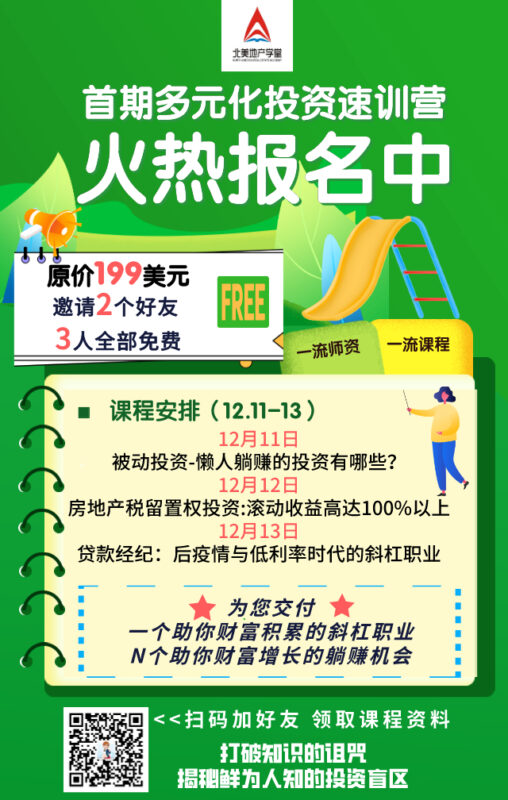 北美地产学堂
首期多元化投资速训营
火热报名中
原价199美元
邀请2个好友
3人全部免费
FREE
一流师资
一流课程
课程安排（12.11-13）
12月11日
被动投资-懒人躺赚的投资有哪些？
12月12日
房地产税留置权投资:滚动收益高达100%以上
12月13日
贷款经纪：后疫情与低利率时代的斜杠职业
为您交付
一个助你财富积累的斜杠职业
N个助你财富增长的躺赚机会
<<扫码加好友 领取课程资料
打破知识的诅咒
揭秘鲜为人知的投资盲区